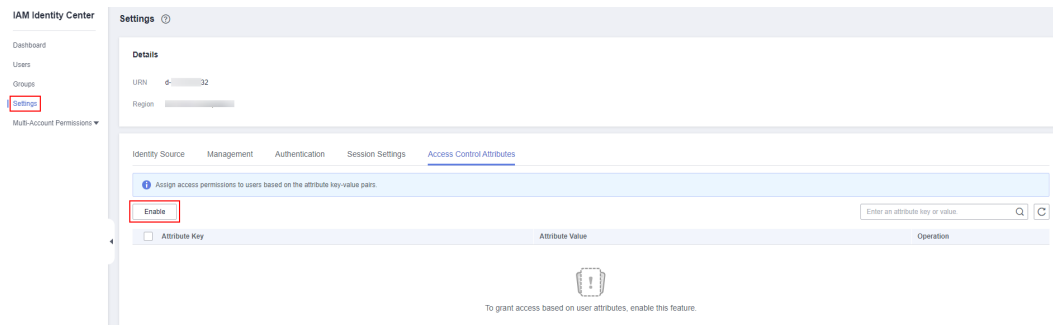 IAM Identity Center
Dashboard
Users
Groups
Settings
Multi-Account Permissions
Settings
Details
URN d- 32
Region
Identity Source Management Authentication Session Settings Access Control Attributes
Assign access permissions to users based on the attribute key-value pairs.
Enable Enter an attribute key or value.
Attribute Key Attribute Value Operation
To grant access based on user attributes, enable this feature.